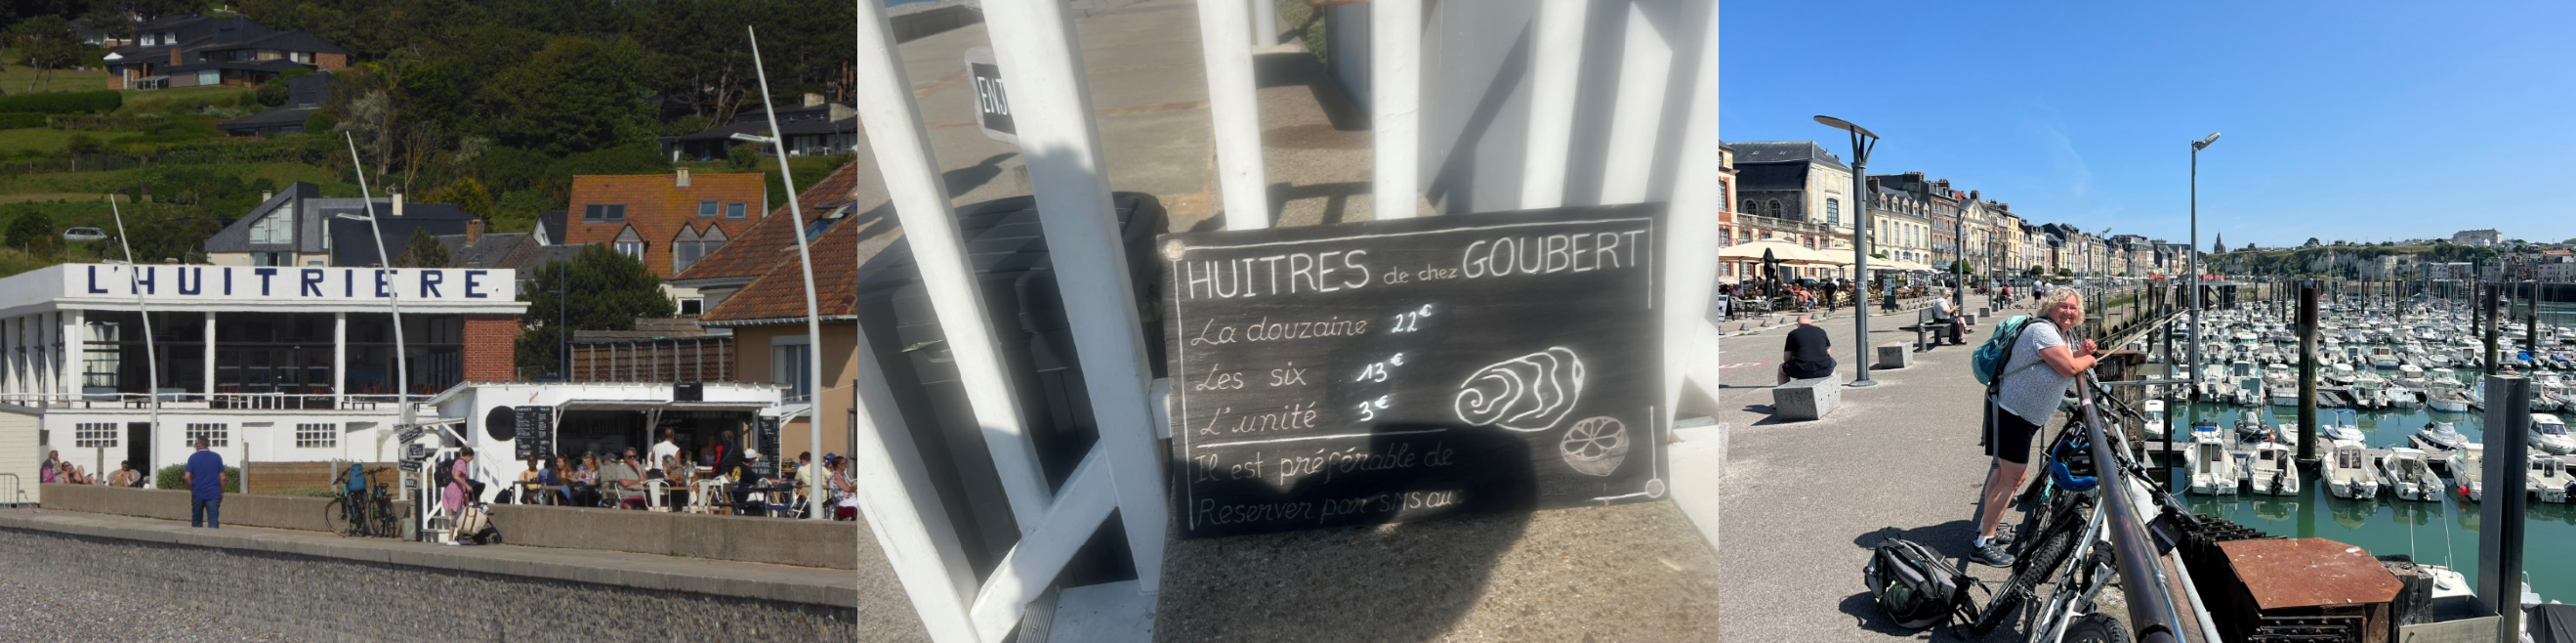 L'HUITRIERE.
ENJ
HUITRES de chez GOUBERT
La douzaine 22€
Les six 13€
L'unité 3€
Il est préférable de
Reserver par SMS au